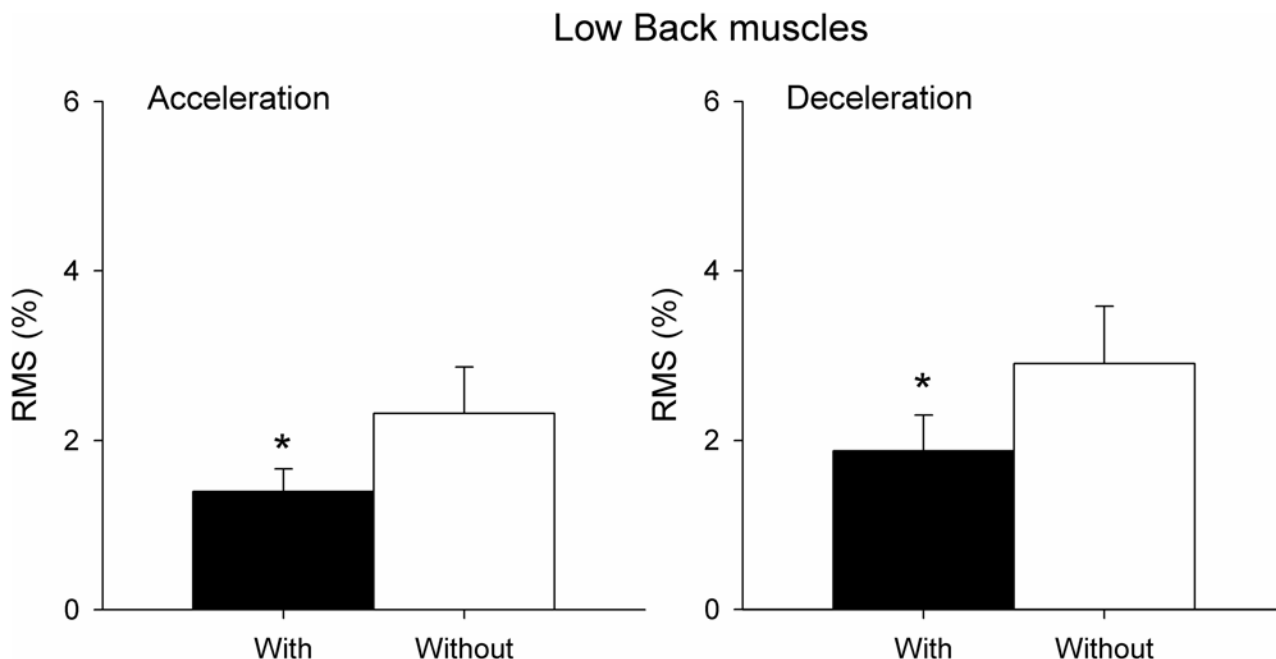 Low Back muscles
Acceleration
RMS (%)
6
4
2
0
*
With
Without
Deceleration
RMS (%)
6
4
2
0
*
With
Without